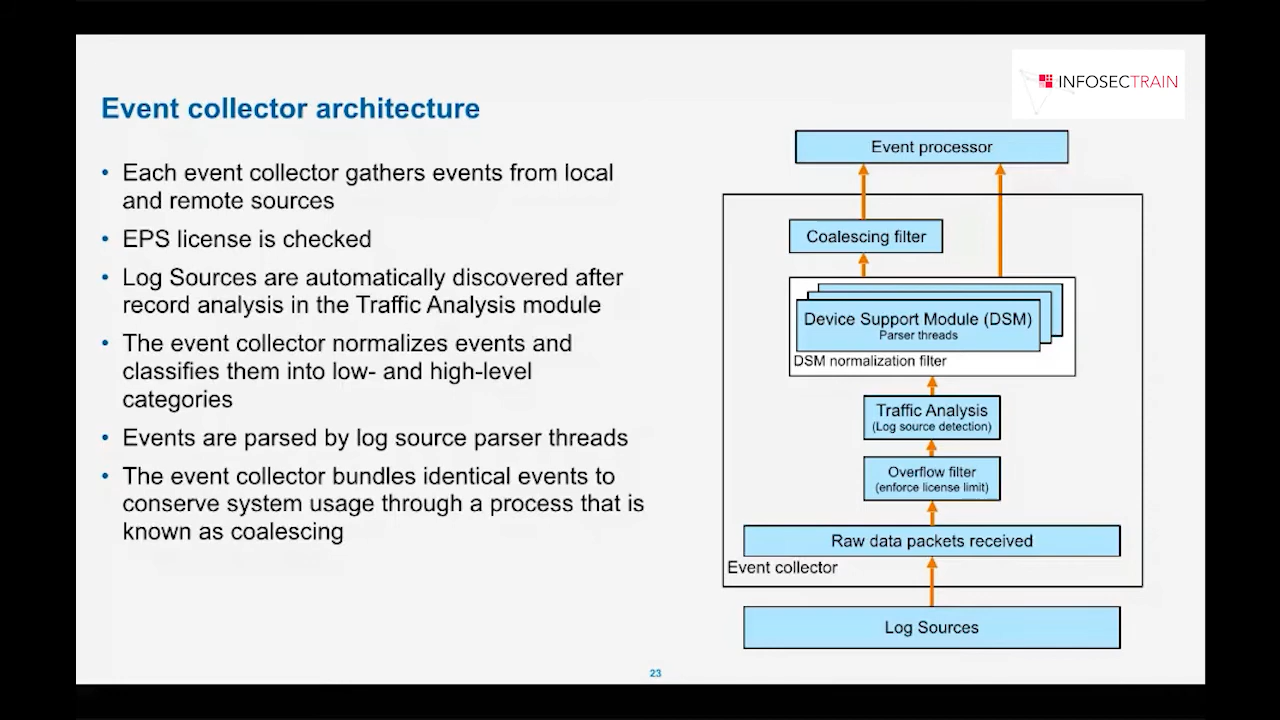 INFOSECTRAIN
Event collector architecture
• Each event collector gathers events from local
and remote sources
• EPS license is checked
• Log Sources are automatically discovered after
record analysis in the Traffic Analysis module
• The event collector normalizes events and
classifies them into low- and high-level
categories
• Events are parsed by log source parser threads
• The event collector bundles identical events to
conserve system usage through a process that is
known as coalescing
Event processor
Coalescing filter
Device Support Module (DSM)
Parser threads
DSM normalization filter
Traffic Analysis
(Log source detection)
Overflow filter
(enforce license limit)
Raw data packets received
Event collector
Log Sources
23